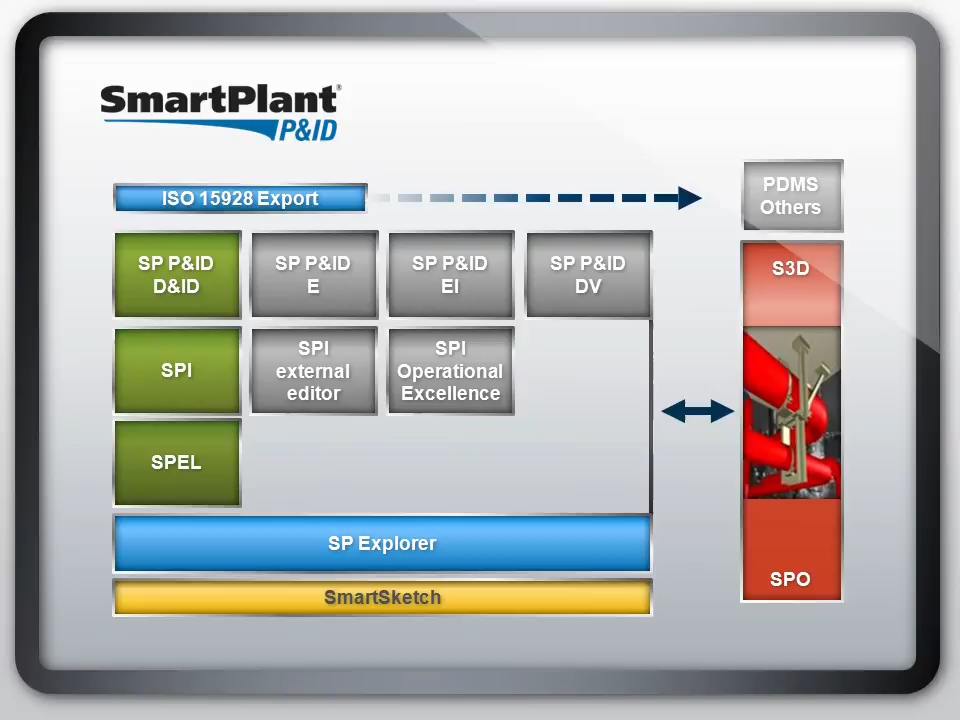 SmartPlant®
P&ID
ISO 15928 Export
PDMS
Others
SP P&ID
D&ID
SP P&ID
E
SP P&ID
EI
SP P&ID
DV
S3D
SPI
SPI
external
editor
SPI
Operational
Excellence
SPEL
SP Explorer
SPO
SmartSketch